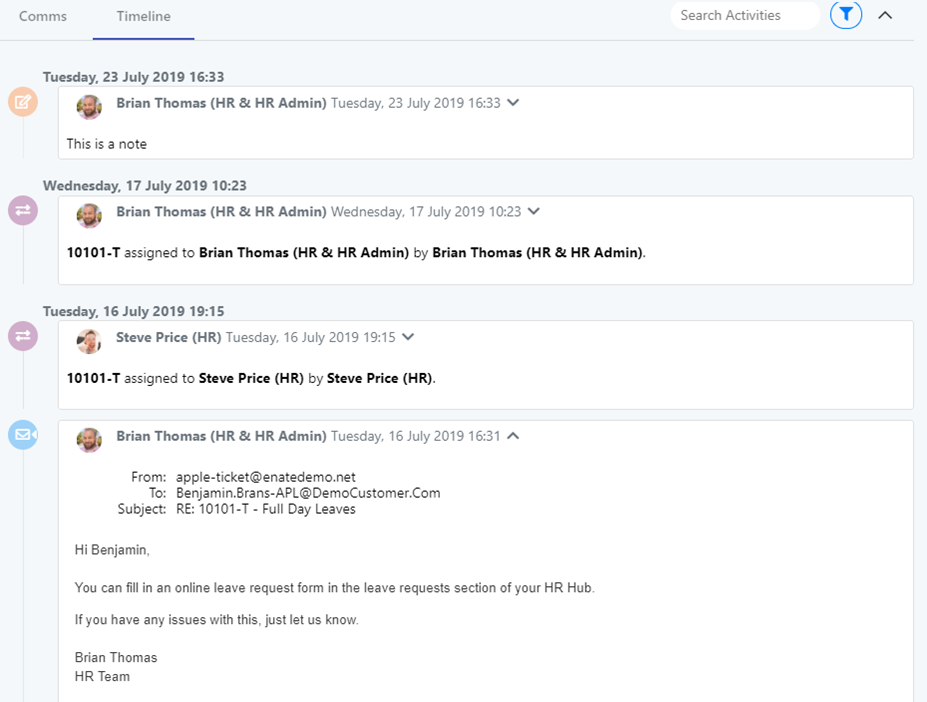 Comms Timeline Search Activities
Tuesday, 23 July 2019 16:33
Brian Thomas (HR & HR Admin) Tuesday, 23 July 2019 16:33
This is a note
Wednesday, 17 July 2019 10:23
Brian Thomas (HR & HR Admin) Wednesday, 17 July 2019 10:23
10101-T assigned to Brian Thomas (HR & HR Admin) by Brian Thomas (HR & HR Admin).
Tuesday, 16 July 2019 19:15
Steve Price (HR) Tuesday, 16 July 2019 19:15
10101-T assigned to Steve Price (HR) by Steve Price (HR).
Brian Thomas (HR & HR Admin) Tuesday, 16 July 2019 16:31
From: apple-ticket@enatedemo.net
To: Benjamin.Brans-APL@DemoCustomer.Com
Subject: RE: 10101-T - Full Day Leaves
Hi Benjamin,
You can fill in an online leave request form in the leave requests section of your HR Hub.
If you have any issues with this, just let us know.
Brian Thomas
HR Team